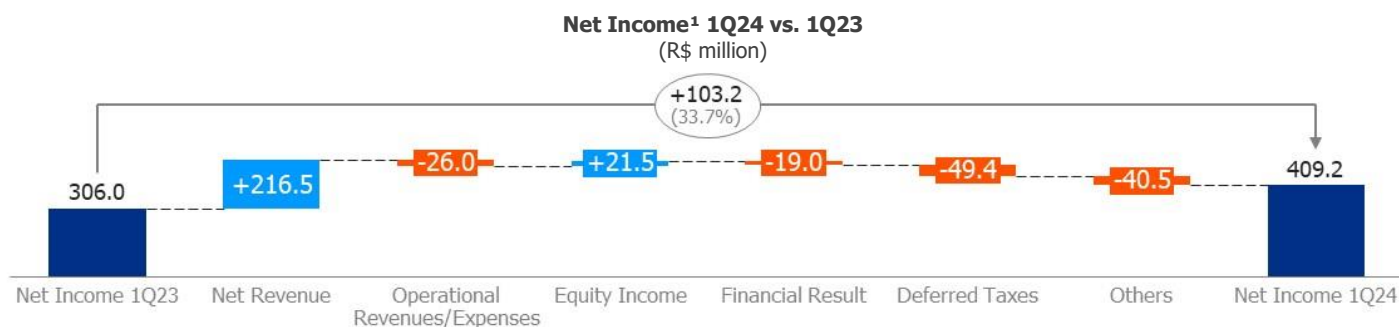 Net Income¹ 1Q24 vs. 1Q23
(R$ million)
+103.2
(33.7%)
306.0
+216.5
-26.0
+21.5
-19.0
-49.4
-40.5
409.2
Net Income 1Q23
Net Revenue
Operational
Revenues/Expenses
Equity Income
Financial Result
Deferred Taxes
Others
Net Income 1Q24